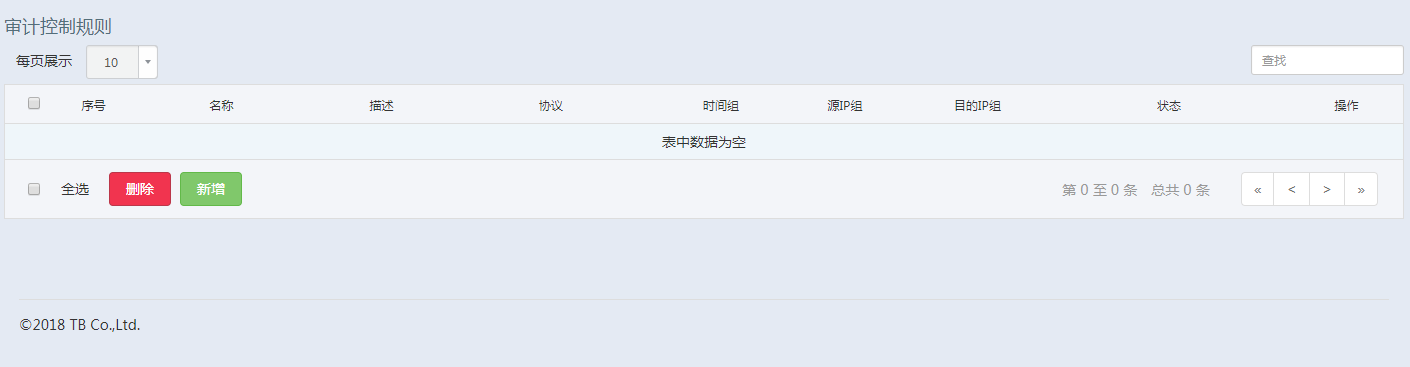 审计控制规则
每页展示 10 查找
序号 名称 描述 协议 时间组 源IP组 目的IP组 状态 操作
表中数据为空
全选 删除 新增 第 0 至 0 条 总共 0 条 « < > »
©2018 TB Co.,Ltd.